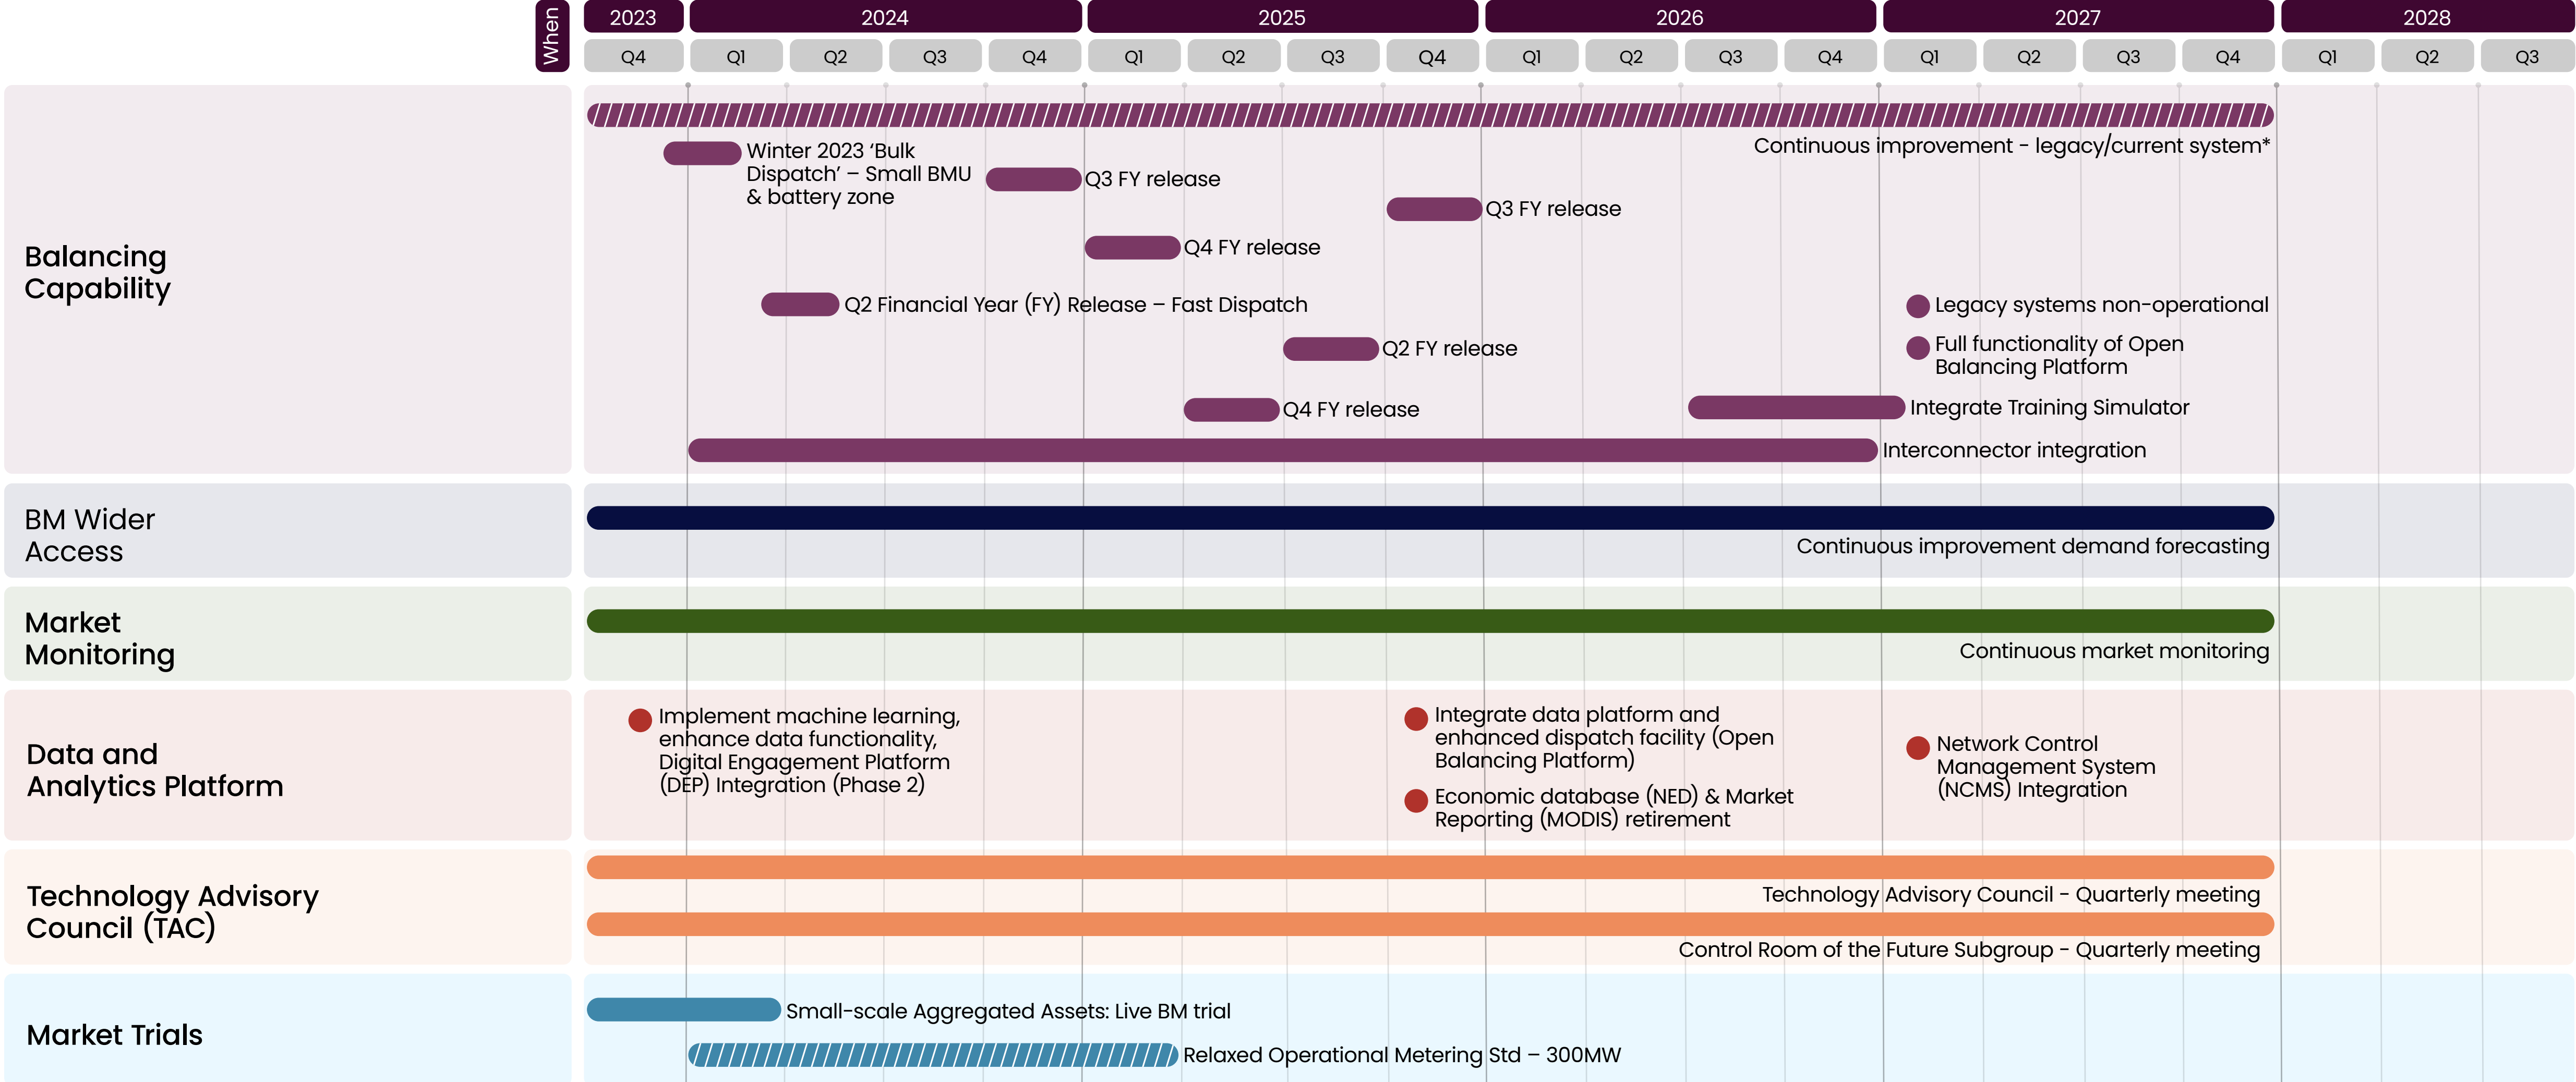 When
2023 2024 2025 2026 2027 2028
Q4 Q1 Q2 Q3 Q4 Q1 Q2 Q3 Q4 Q1 Q2 Q3 Q4 Q1 Q2 Q3 Q4 Q1 Q2 Q3
Balancing
Capability
Continuous improvement - legacy/current system*
Winter 2023 ‘Bulk
Dispatch’ – Small BMU
& battery zone
Q3 FY release
Q3 FY release
Q4 FY release
Q2 Financial Year (FY) Release – Fast Dispatch
Legacy systems non-operational
Q2 FY release
Full functionality of Open
Balancing Platform
Q4 FY release
Integrate Training Simulator
Interconnector integration
BM Wider
Access
Continuous improvement demand forecasting
Market
Monitoring
Continuous market monitoring
Data and
Analytics Platform
Implement machine learning,
enhance data functionality,
Digital Engagement Platform
(DEP) Integration (Phase 2)
Integrate data platform and
enhanced dispatch facility (Open
Balancing Platform)
Economic database (NED) & Market
Reporting (MODIS) retirement
Network Control
Management System
(NCMS) Integration
Technology Advisory
Council (TAC)
Technology Advisory Council - Quarterly meeting
Control Room of the Future Subgroup - Quarterly meeting
Market Trials
Small-scale Aggregated Assets: Live BM trial
Relaxed Operational Metering Std – 300MW